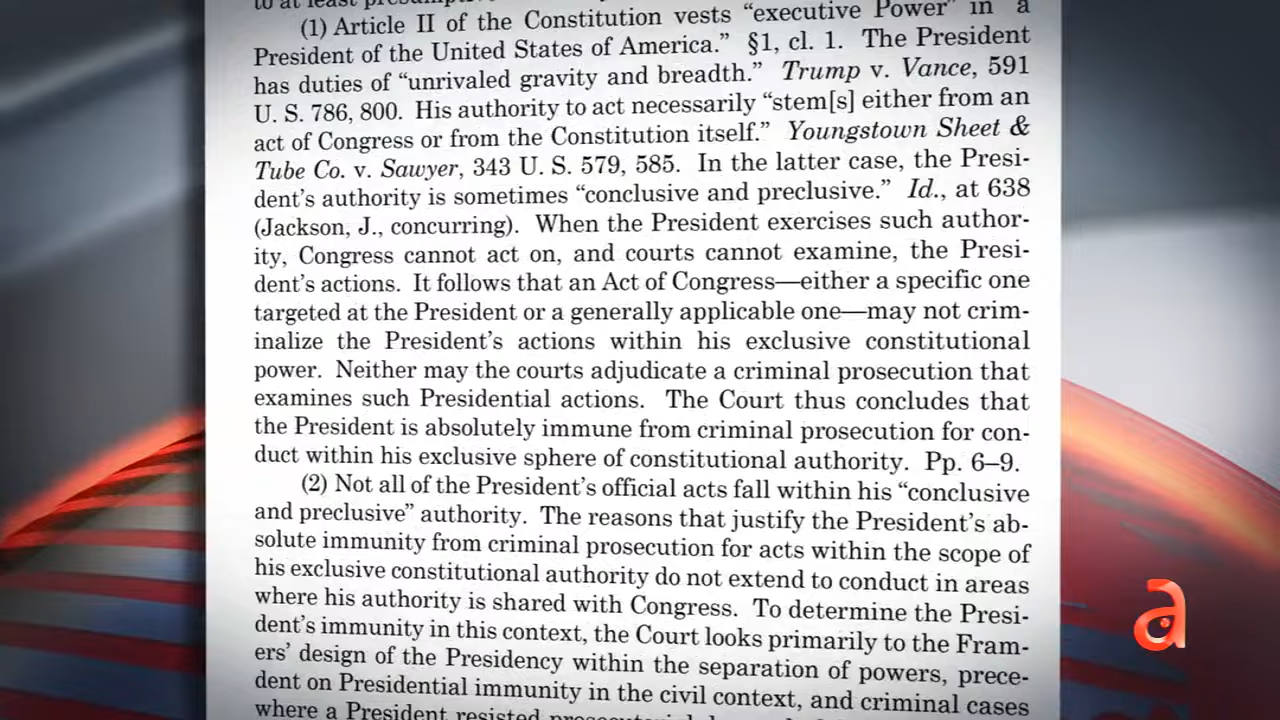 to at least
(1) Article II of the Constitution vests “executive Power” in a
President of the United States of America.” §1, cl. 1. The President
has duties of “unrivaled gravity and breadth.” Trump v. Vance, 591
U. S. 786, 800. His authority to act necessarily “stem[s] either from an
act of Congress or from the Constitution itself.” Youngstown Sheet &
Tube Co. v. Sawyer, 343 U. S. 579, 585. In the latter case, the Presi-
dent’s authority is sometimes “conclusive and preclusive.” Id., at 638
(Jackson, J., concurring). When the President exercises such author-
ity, Congress cannot act on, and courts cannot examine, the Presi-
dent’s actions. It follows that an Act of Congress—either a specific one
targeted at the President or a generally applicable one—may not crim-
inalize the President’s actions within his exclusive constitutional
power. Neither may the courts adjudicate a criminal prosecution that
examines such Presidential actions. The Court thus concludes that
the President is absolutely immune from criminal prosecution for con-
duct within his exclusive sphere of constitutional authority. Pp. 6–9.
(2) Not all of the President’s official acts fall within his “conclusive
and preclusive” authority. The reasons that justify the President’s ab-
solute immunity from criminal prosecution for acts within the scope of
his exclusive constitutional authority do not extend to conduct in areas
where his authority is shared with Congress. To determine the Presi-
dent’s immunity in this context, the Court looks primarily to the Fram-
ers’ design of the Presidency within the separation of powers, prece-
dent on Presidential immunity in the civil context, and criminal cases
where a President resisted
a